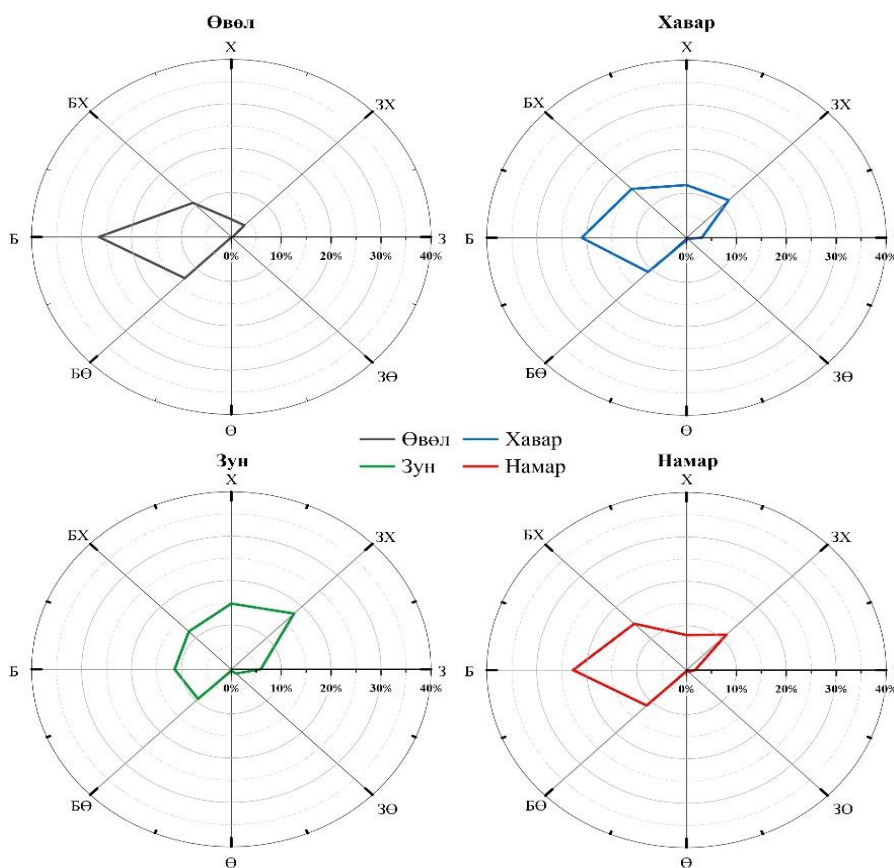 Өвөл
Х
БХ
ЗХ
Б
З
0% 10% 20% 30% 40%
БӨ
ЗӨ
Ө
Хавар
Х
БХ
ЗХ
Б
0% 10% 20% 30% 40%
БӨ
ЗӨ
Ө
Өвөл
Хавар
Зун
Намар
Зун
Х
БХ
ЗХ
Б
З
0% 10% 20% 30% 40%
БӨ
ЗӨ
Ө
Намар
Х
БХ
ЗХ
Б
0% 10% 20% 30% 40%
БӨ
ЗО
Ө